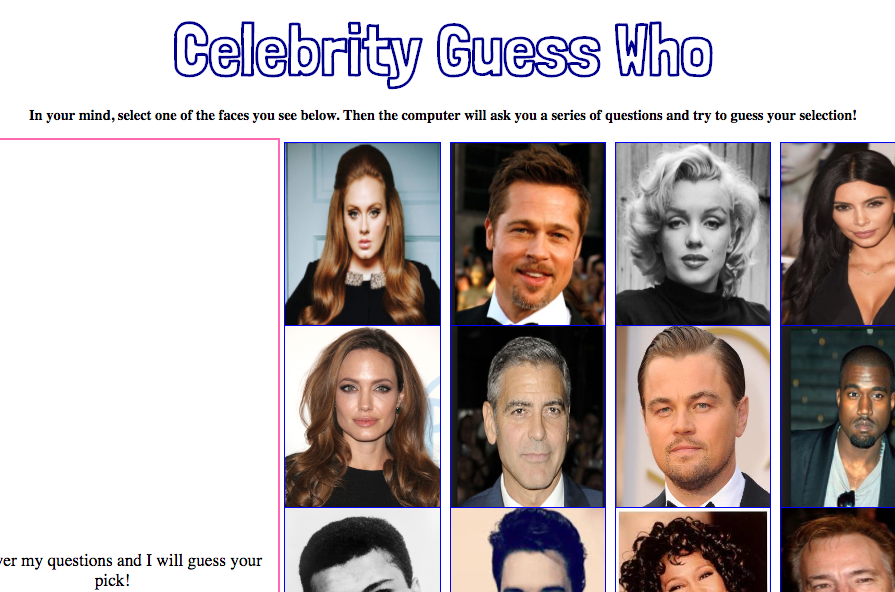 Celebrity Guess Who
In your mind, select one of the faces you see below. Then the computer will ask you a series of questions and try to guess your selection!
my questions and I will guess your
pick!